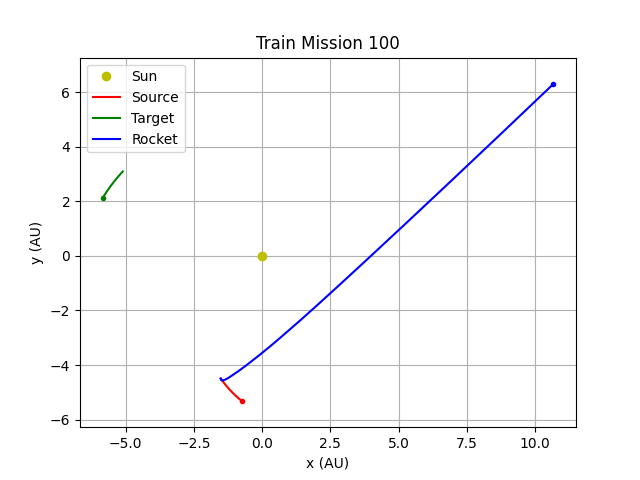 Train Mission 100
Sun
Source
Target
Rocket
6
4
2
0
−2
−4
−6
y (AU)
−5.0
−2.5
0.0
2.5
5.0
7.5
10.0
x (AU)